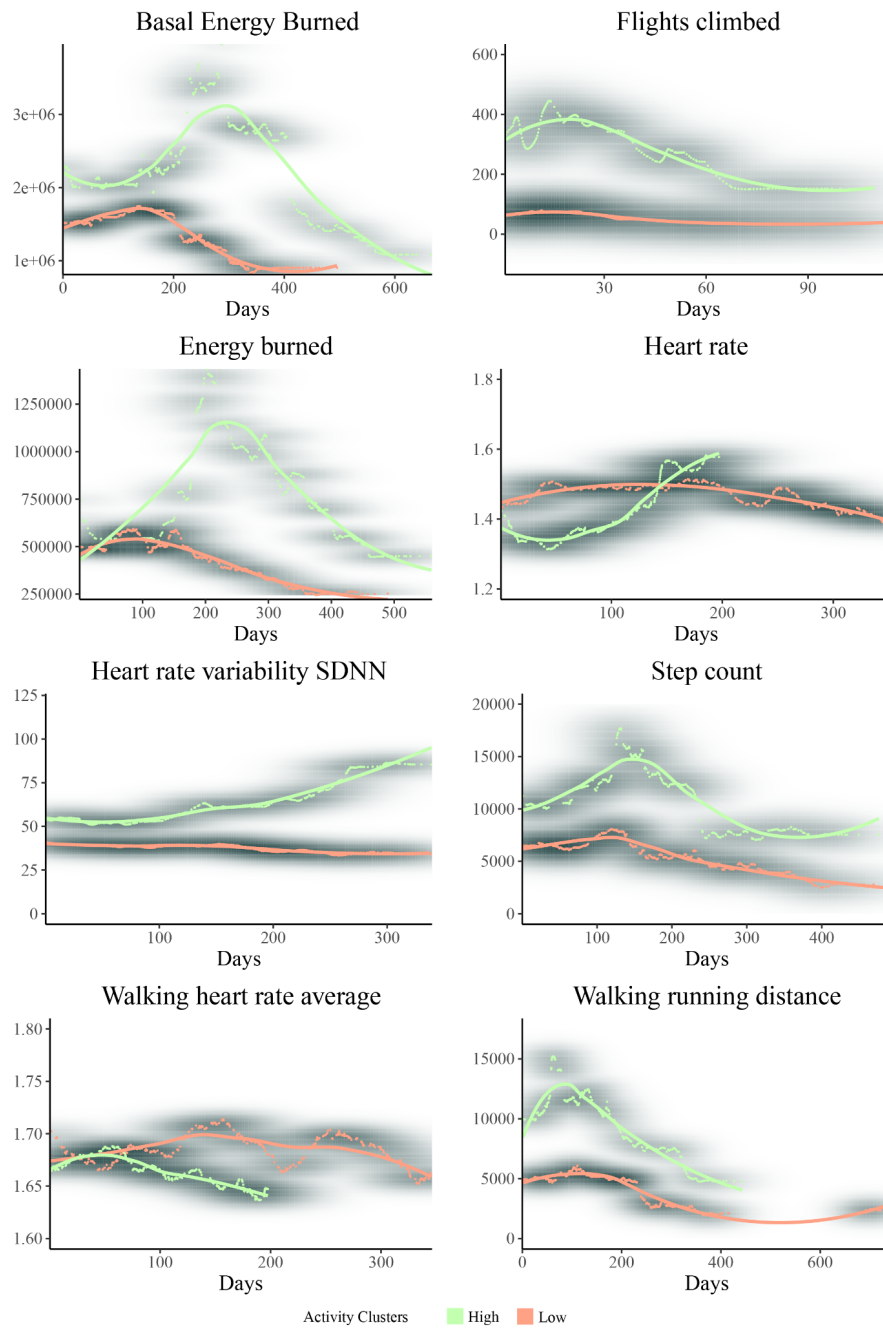 Basal Energy Burned
3e+06
2e+06
1e+06
0 200 400 600
Days
Flights climbed
600
400
200
0
30 60 90
Days
Energy burned
1250000
1000000
750000
500000
250000
100 200 300 400 500
Days
Heart rate
1.8
1.6
1.4
1.2
100 200 300
Days
Heart rate variability SDNN
125
100
75
50
25
0
100 200 300
Days
Step count
20000
15000
10000
5000
0
100 200 300 400
Days
Walking heart rate average
1.80
1.75
1.70
1.65
1.60
100 200 300
Days
Walking running distance
15000
10000
5000
0
0 200 400 600
Days
Activity Clusters High Low